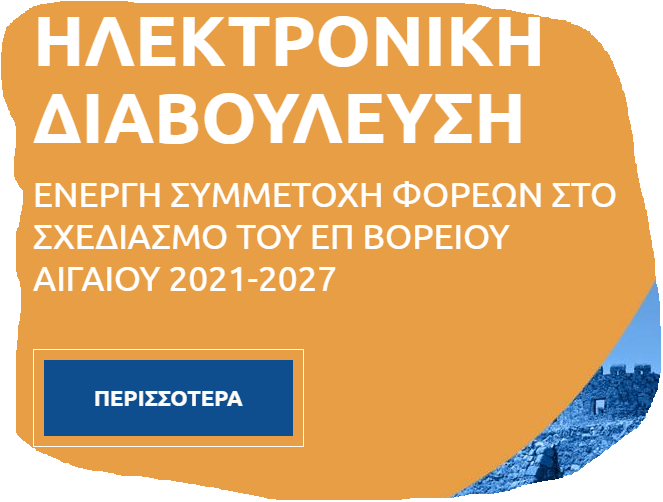 ΗΛΕΚΤΡΟΝΙΚΗ
ΔΙΑΒΟΥΛΕΥΣΗ
ΕΝΕΡΓΗ ΣΥΜΜΕΤΟΧΗ ΦΟΡΕΩΝ ΣΤΟ
ΣΧΕΔΙΑΣΜΟ ΤΟΥ ΕΠ ΒΟΡΕΙΟΥ
ΑΙΓΑΙΟΥ 2021-2027
ΠΕΡΙΣΣΟΤΕΡΑ